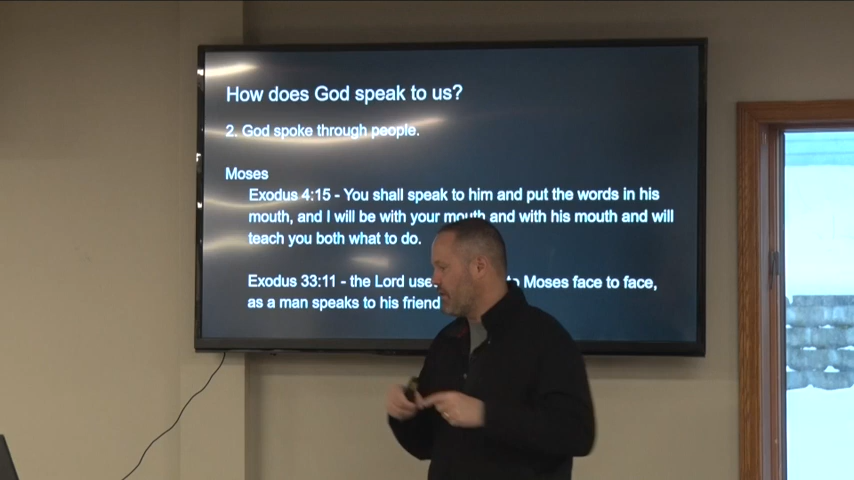 How does God speak to us?
2. God spoke through people.
Moses
Exodus 4:15 - You shall speak to him and put the words in his
mouth, and I will be with your mouth and with his mouth and will
teach you both what to do.
Exodus 33:11 - the Lord to Moses face to face,
as a man speaks to his friend